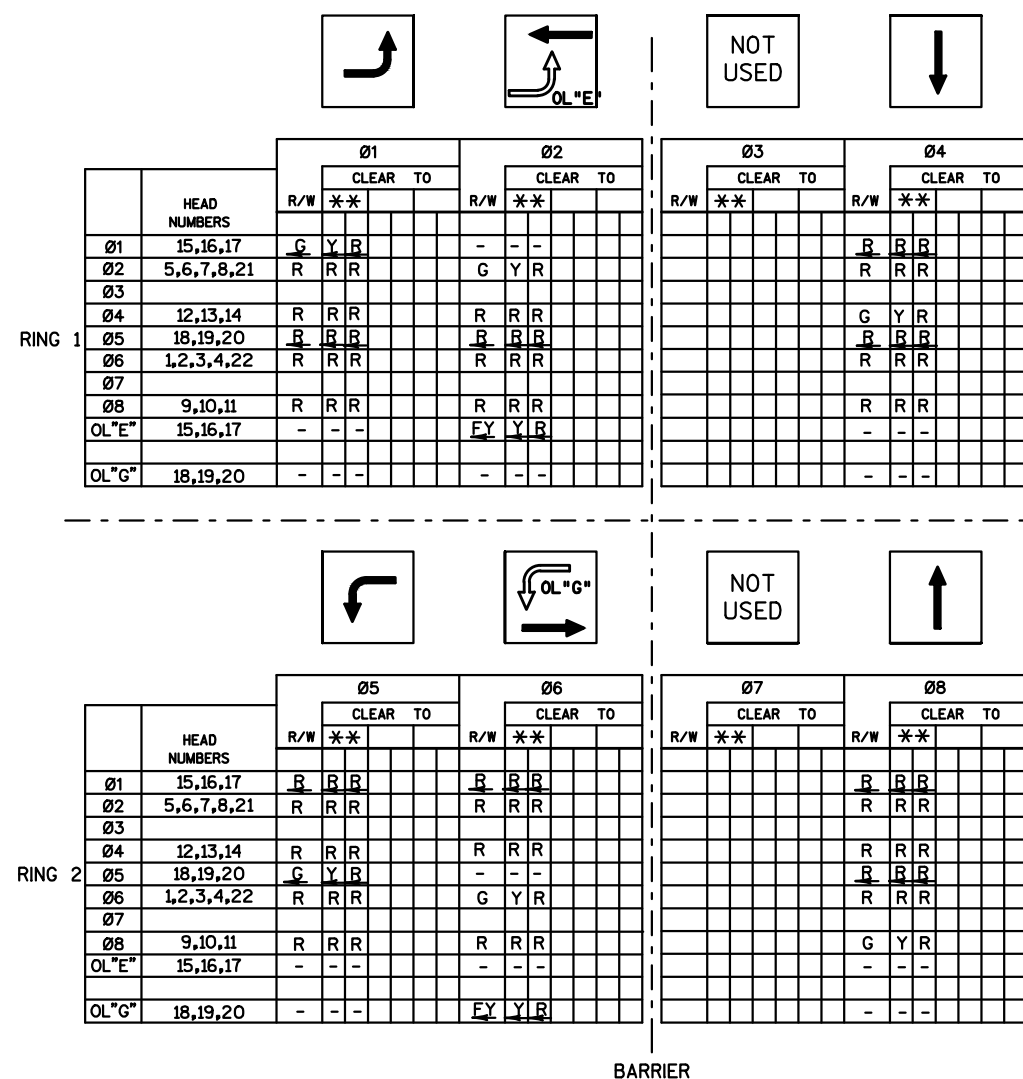 OL"E"
NOT
USED
Ø1 Ø2 Ø3 Ø4
CLEAR TO CLEAR TO CLEAR TO CLEAR TO
HEAD
NUMBERS
R/W ** R/W ** R/W ** R/W **
Ø1 15,16,17 G Y R - - - R R R
Ø2 5,6,7,8,21 R R R G Y R R R R
Ø3
Ø4 12,13,14 R R R R R R G Y R
RING 1 Ø5 18,19,20 R R R R R R R R R
Ø6 1,2,3,4,22 R R R R R R R R R
Ø7
Ø8 9,10,11 R R R R R R R R R
OL"E" 15,16,17 - - - FY Y R - - -
OL"G" 18,19,20 - - - - - - - - -
OL"G"
NOT
USED
Ø5 Ø6 Ø7 Ø8
CLEAR TO CLEAR TO CLEAR TO CLEAR TO
HEAD
NUMBERS
R/W ** R/W ** R/W ** R/W **
Ø1 15,16,17 R R R R R R R R R
Ø2 5,6,7,8,21 R R R R R R R R R
Ø3
Ø4 12,13,14 R R R R R R R R R
RING 2 Ø5 18,19,20 G Y R - - - R R R
Ø6 1,2,3,4,22 R R R G Y R R R R
Ø7
Ø8 9,10,11 R R R R R R G Y R
OL"E" 15,16,17 - - - - - - - - -
OL"G" 18,19,20 - - - FY Y R - - -
BARRIER